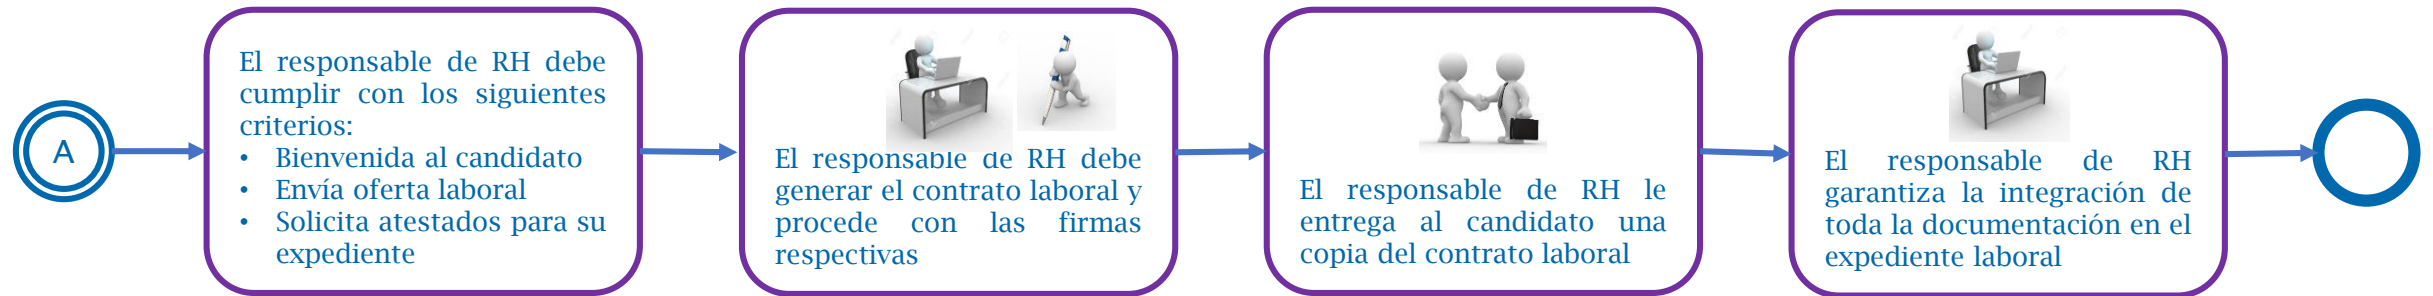 A
El responsable de RH debe
cumplir con los siguientes
criterios:
• Bienvenida al candidato
• Envía oferta laboral
• Solicita atestados para su
expediente
El responsable de RH debe
generar el contrato laboral y
procede con las firmas
respectivas
El responsable de RH le
entrega al candidato una
copia del contrato laboral
El responsable de RH
garantiza la integración de
toda la documentación en el
expediente laboral